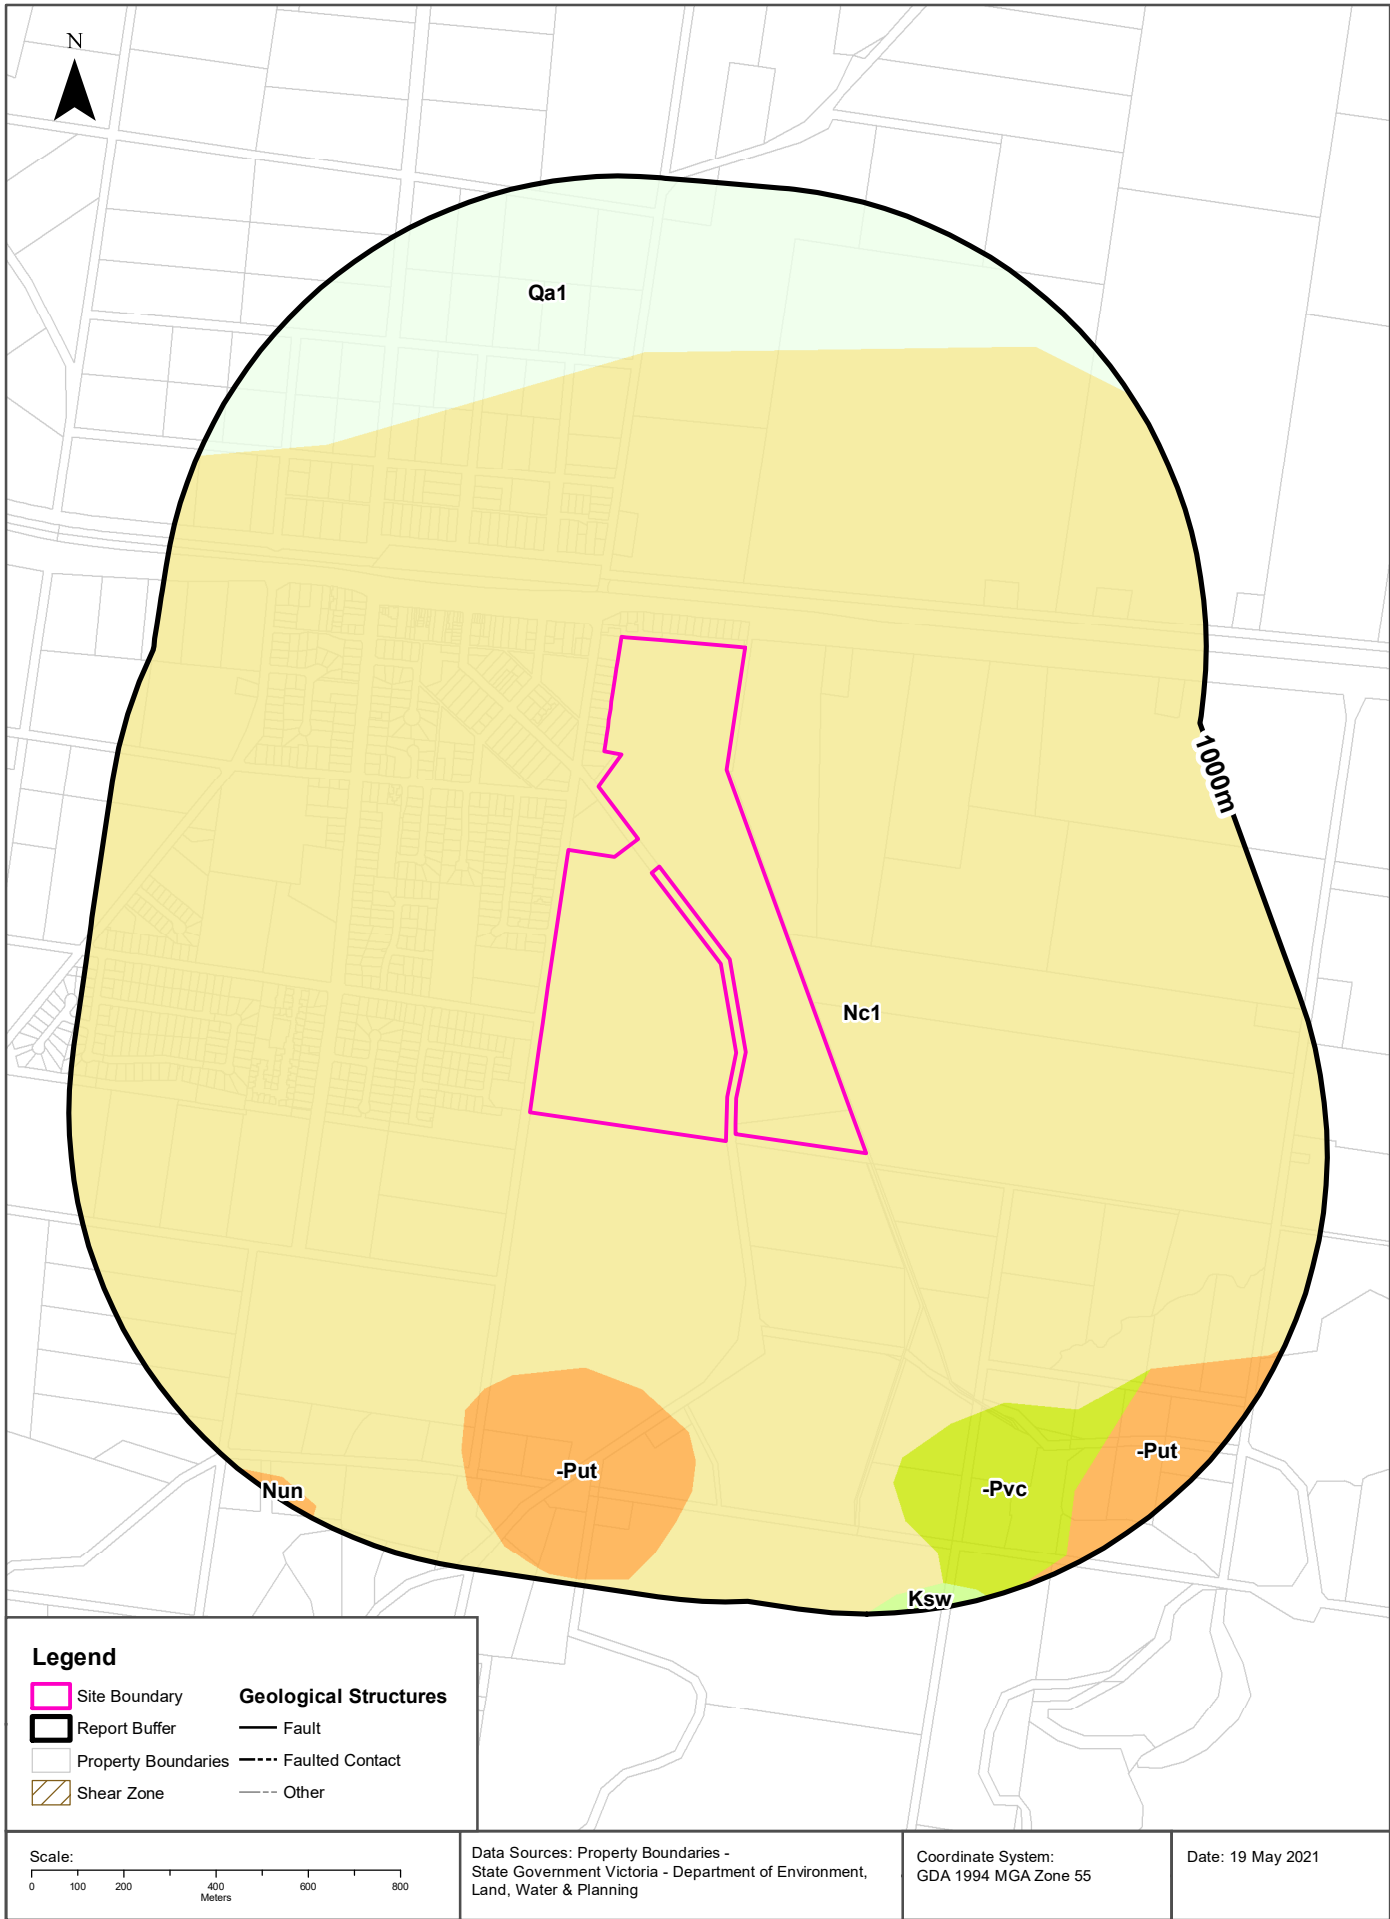 N
Qa1
1000m
Nc1
-Put
-Put
-Pvc
Nun
Ksw
Legend
Site Boundary
Report Buffer
Property Boundaries
Shear Zone
Geological Structures
Fault
Faulted Contact
Other
Scale:
0 100 200 400 600 800
Meters
Data Sources: Property Boundaries -
State Government Victoria - Department of Environment,
Land, Water & Planning
Coordinate System:
GDA 1994 MGA Zone 55
Date: 19 May 2021